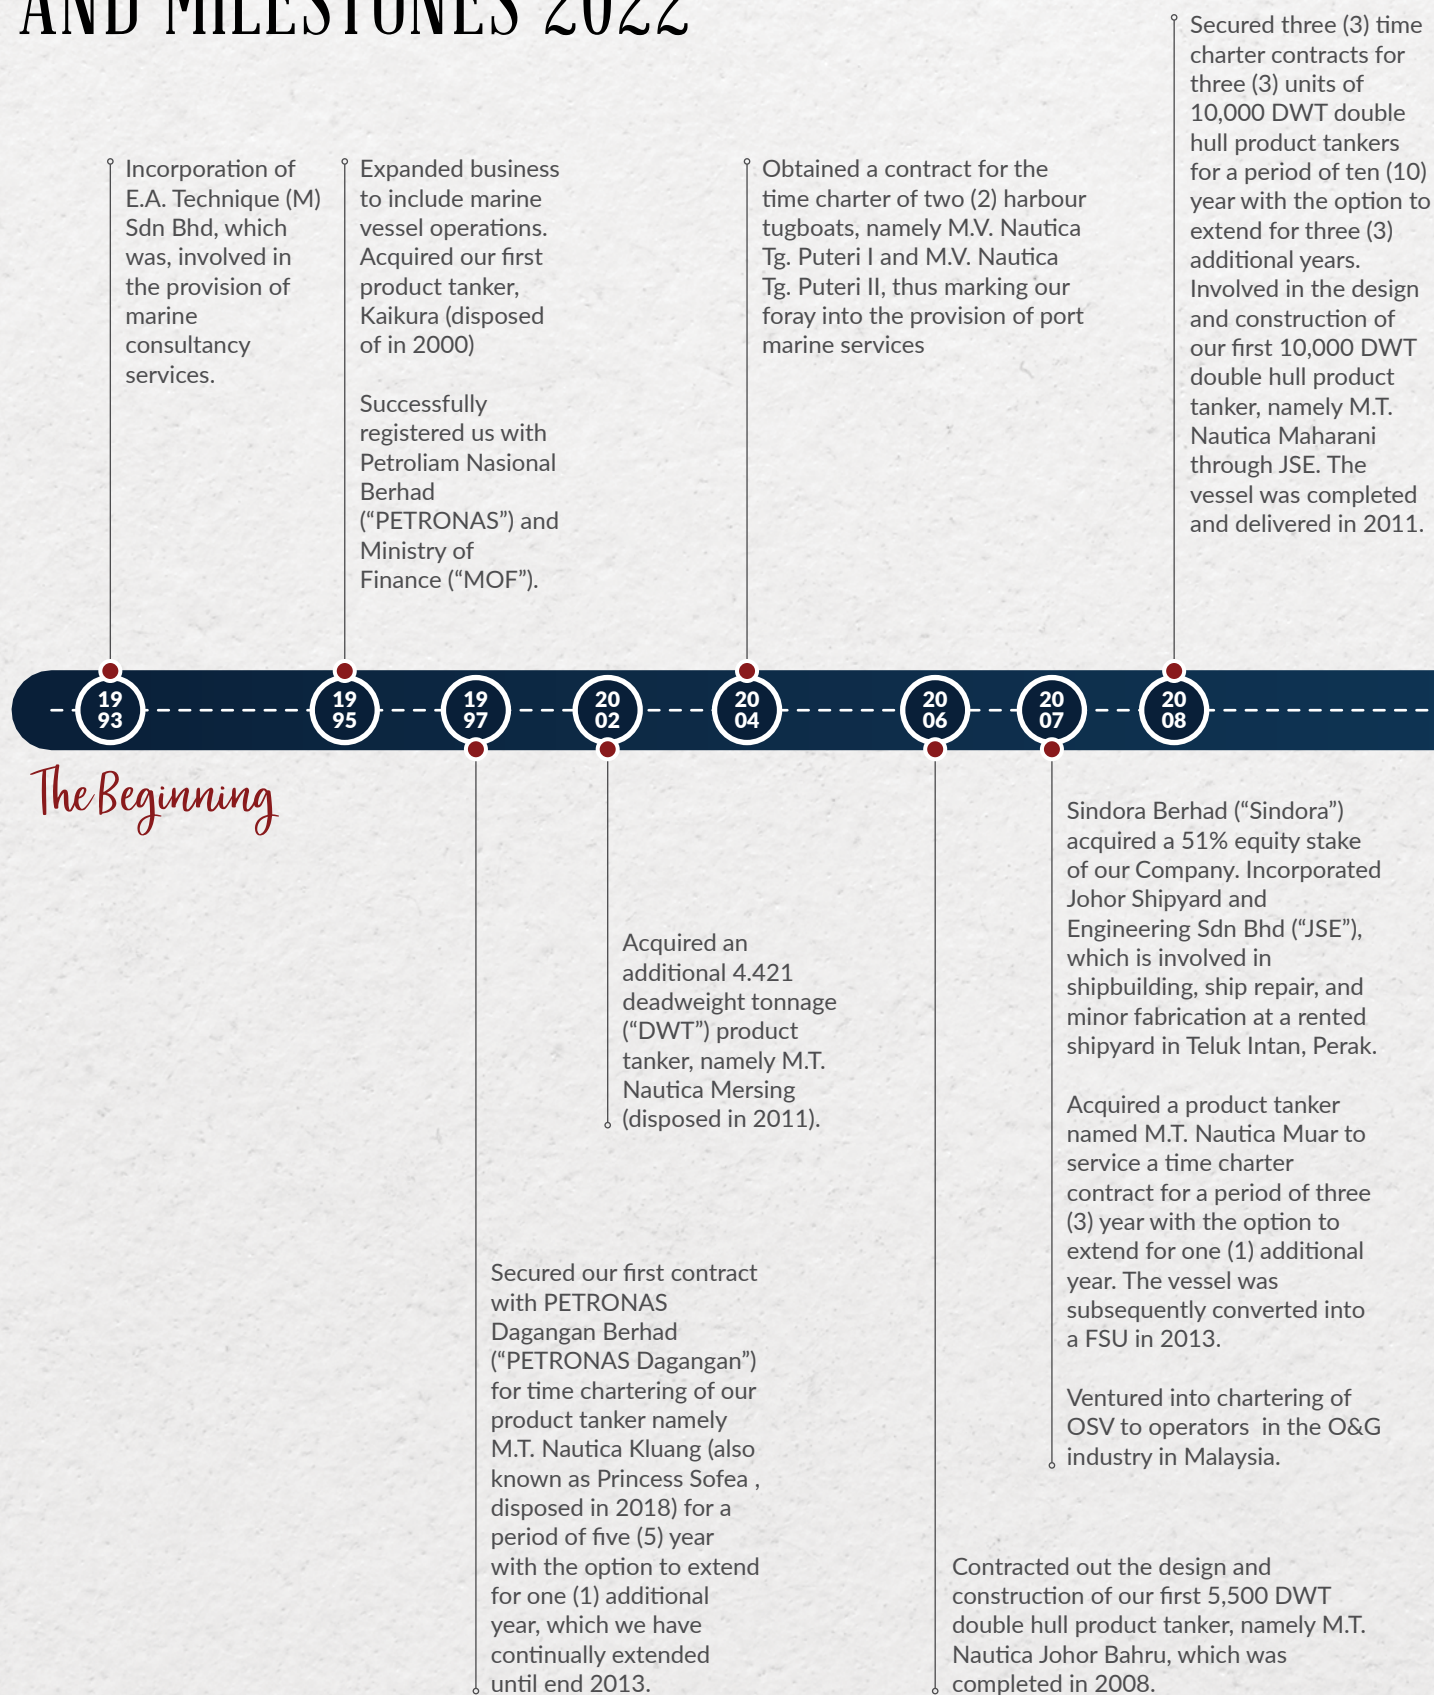 AND MILESTONES 2022
Incorporation of
E.A. Technique (M)
Sdn Bhd, which
was, involved in
the provision of
marine
consultancy
services.
Expanded business
to include marine
vessel operations.
Acquired our first
product tanker,
Kaikura (disposed
of in 2000)
Successfully
registered us with
Petroliam Nasional
Berhad
(“PETRONAS”) and
Ministry of
Finance (“MOF”).
Obtained a contract for the
time charter of two (2) harbour
tugboats, namely M.V. Nautica
Tg. Puteri I and M.V. Nautica
Tg. Puteri II, thus marking our
foray into the provision of port
marine services
Secured three (3) time
charter contracts for
three (3) units of
10,000 DWT double
hull product tankers
for a period of ten (10)
year with the option to
extend for three (3)
additional years.
Involved in the design
and construction of
our first 10,000 DWT
double hull product
tanker, namely M.T.
Nautica Maharani
through JSE. The
vessel was completed
and delivered in 2011.
19
93
19
95
19
97
20
02
20
04
20
06
20
07
20
08
The Beginning
Secured our first contract
with PETRONAS
Dagangan Berhad
(“PETRONAS Dagangan”)
for time chartering of our
product tanker namely
M.T. Nautica Kluang (also
known as Princess Sofea ,
disposed in 2018) for a
period of five (5) year
with the option to extend
for one (1) additional
year, which we have
continually extended
until end 2013.
Acquired an
additional 4.421
deadweight tonnage
(“DWT”) product
tanker, namely M.T.
Nautica Mersing
(disposed in 2011).
Contracted out the design and
construction of our first 5,500 DWT
double hull product tanker, namely M.T.
Nautica Johor Bahru, which was
completed in 2008.
Sindora Berhad (“Sindora”)
acquired a 51% equity stake
of our Company. Incorporated
Johor Shipyard and
Engineering Sdn Bhd (“JSE”),
which is involved in
shipbuilding, ship repair, and
minor fabrication at a rented
shipyard in Teluk Intan, Perak.
Acquired a product tanker
named M.T. Nautica Muar to
service a time charter
contract for a period of three
(3) year with the option to
extend for one (1) additional
year. The vessel was
subsequently converted into
a FSU in 2013.
Ventured into chartering of
OSV to operators  in the O&G
industry in Malaysia.